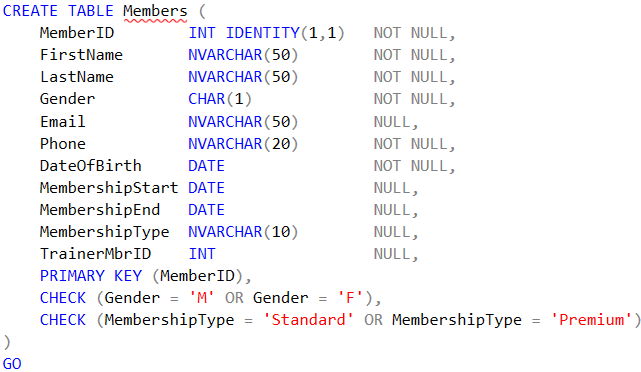 CREATE TABLE Members (
    MemberID        INT IDENTITY(1,1)   NOT NULL,
    FirstName       NVARCHAR(50)        NOT NULL,
    LastName        NVARCHAR(50)        NOT NULL,
    Gender          CHAR(1)             NOT NULL,
    Email           NVARCHAR(50)        NULL,
    Phone           NVARCHAR(20)        NOT NULL,
    DateOfBirth     DATE                NOT NULL,
    MembershipStart DATE                NULL,
    MembershipEnd   DATE                NULL,
    MembershipType  NVARCHAR(10)        NULL,
    TrainerMbrID    INT                 NULL,
    PRIMARY KEY (MemberID),
    CHECK (Gender = 'M' OR Gender = 'F'),
    CHECK (MembershipType = 'Standard' OR MembershipType = 'Premium')
)
GO